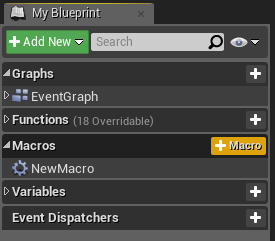 My Blueprint
Add New Search
Graphs
EventGraph
Functions (18 Overridable)
Macros + Macro
NewMacro
Variables
Event Dispatchers